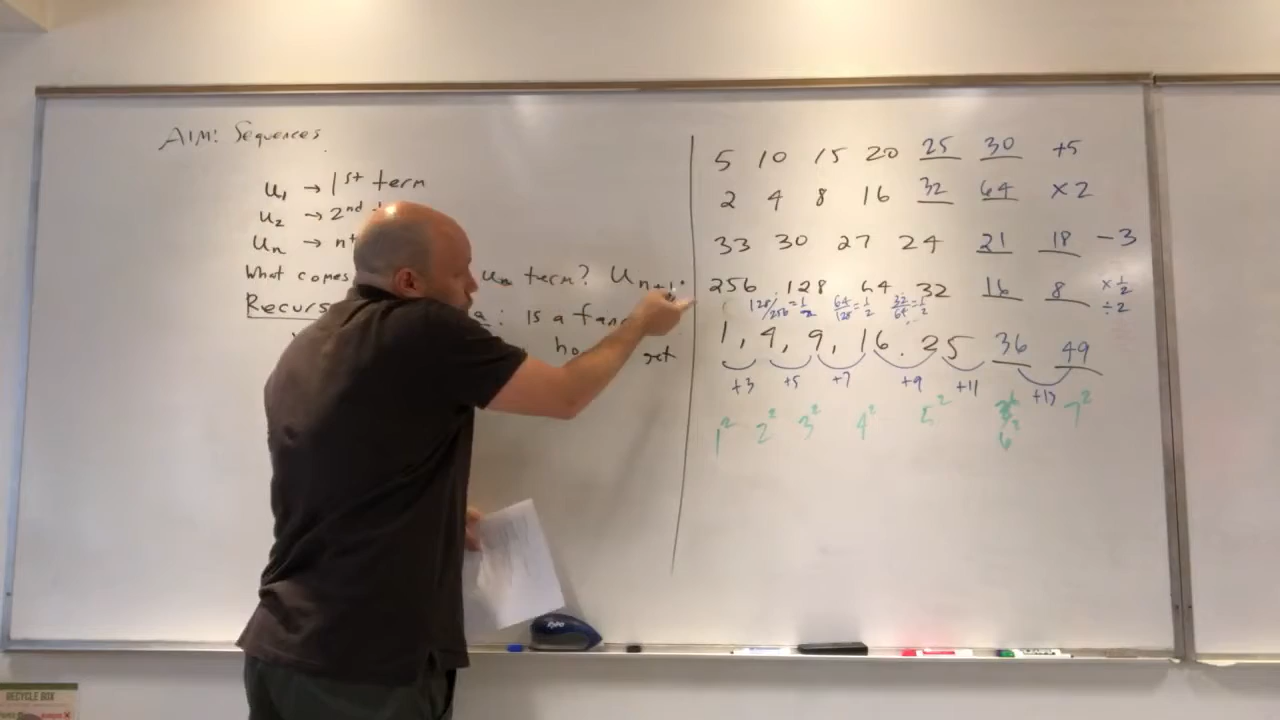 AIM: Sequences
u₁ → 1st term
u₂ → 2nd
uₙ → n
What comes uₙ term? Uₙ₊₁
Recurs : is a
5 10 15 20 25 30 +5
2 4 8 16 32 64 ×2
33 30 27 24 21 18 -3
256 128 64 32 16 8 ×1/2
128/256 = 1/2 64/128 = 1/2 32/64 = 1/2 ÷2
1, 4, 9, 16, 25 36 49
+3 +5 +7 +9 +11 +13
1² 2² 3² 4² 5² 6² 7²
EXPO
RECYCLE BOX